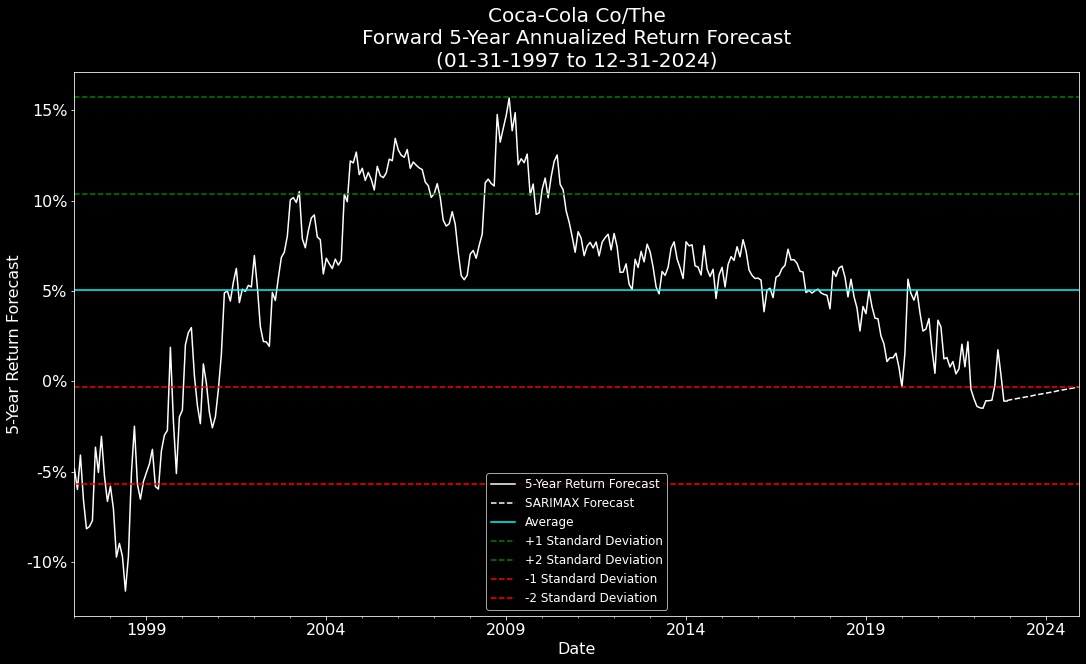 Coca-Cola Co/The
Forward 5-Year Annualized Return Forecast
(01-31-1997 to 12-31-2024)
5-Year Return Forecast
15%
10%
5%
0%
-5%
-10%
5-Year Return Forecast
SARIMAX Forecast
Average
+1 Standard Deviation
+2 Standard Deviation
-1 Standard Deviation
-2 Standard Deviation
1999 2004 2009 2014 2019 2024
Date